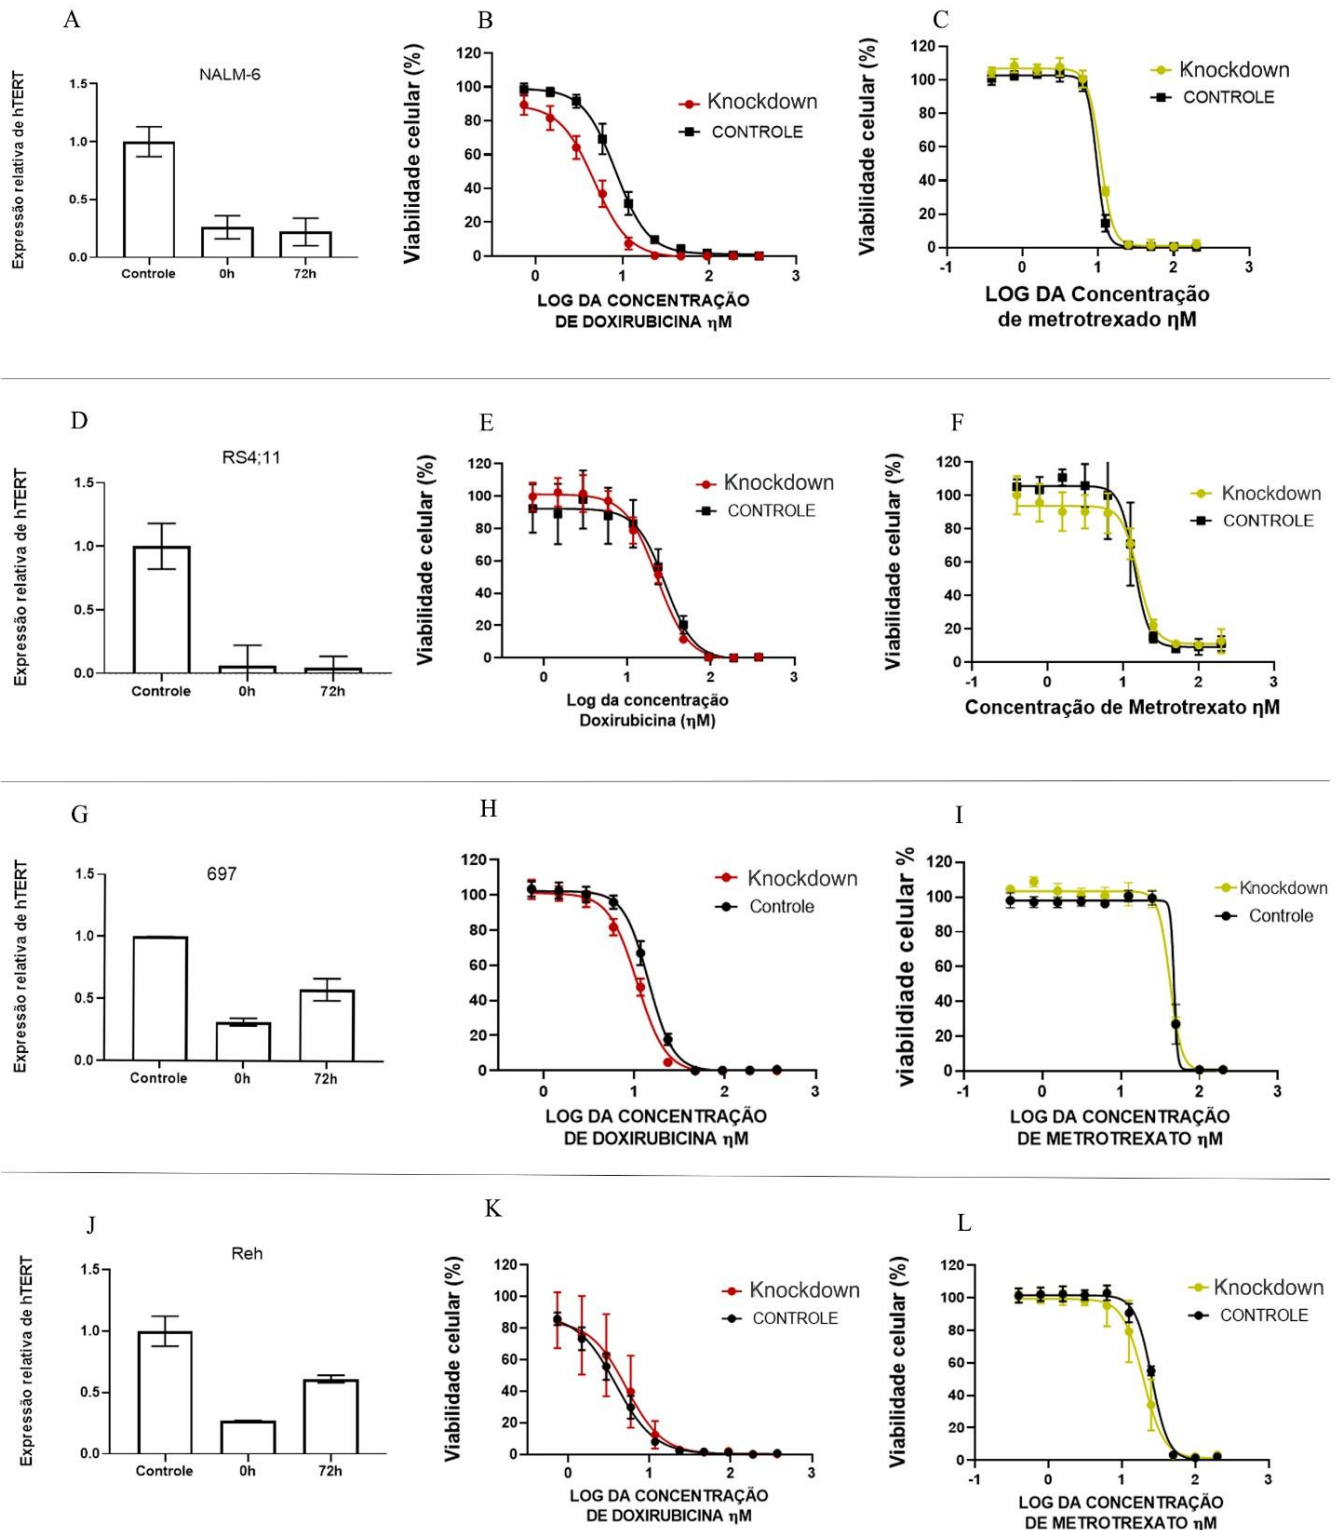 A
NALM-6
Expressão relativa de hTERT
1.5
1.0
0.5
0.0
Controle
0h
72h
B
Viabilidade celular (%)
120
100
80
60
40
20
0
Knockdown
CONTROLE
0
1
2
3
LOG DA CONCENTRAÇÃO
DE DOXIRUBICINA ηM
C
Viabilidade celular (%)
120
100
80
60
40
20
0
Knockdown
CONTROLE
-1
0
1
2
3
LOG DA Concentração
de metrotrexado ηM
D
RS4;11
Expressão relativa de hTERT
1.5
1.0
0.5
0.0
Controle
0h
72h
E
Viabilidade celular (%)
120
100
80
60
40
20
0
Knockdown
CONTROLE
0
1
2
3
Log da concentração
Doxirubicina (ηM)
F
Viabilidade celular (%)
120
100
80
60
40
20
0
Knockdown
CONTROLE
-1
0
1
2
3
Concentração de Metrotrexato ηM
G
697
Expressão relativa de hTERT
1.5
1.0
0.5
0.0
Controle
0h
72h
H
Viabilidade celular (%)
120
100
80
60
40
20
0
Knockdown
Controle
0
1
2
3
LOG DA CONCENTRAÇÃO
DE DOXIRUBICINA ηM
I
viabildiade celular %
120
100
80
60
40
20
0
Knockdown
Controle
-1
0
1
2
3
LOG DA CONCENTRAÇÃO
DE METROTREXATO ηM
J
Reh
Expressão relativa de hTERT
1.5
1.0
0.5
0.0
Controle
0h
72h
K
Viabilidade celular (%)
120
100
80
60
40
20
0
Knockdown
CONTROLE
0
1
2
3
LOG DA CONCENTRAÇÃO
DE DOXIRUBICINA ηM
L
Viabilidade celular (%)
120
100
80
60
40
20
0
Knockdown
CONTROLE
-1
0
1
2
3
LOG DA CONCENTRAÇÃO
DE METROTREXATO ηM